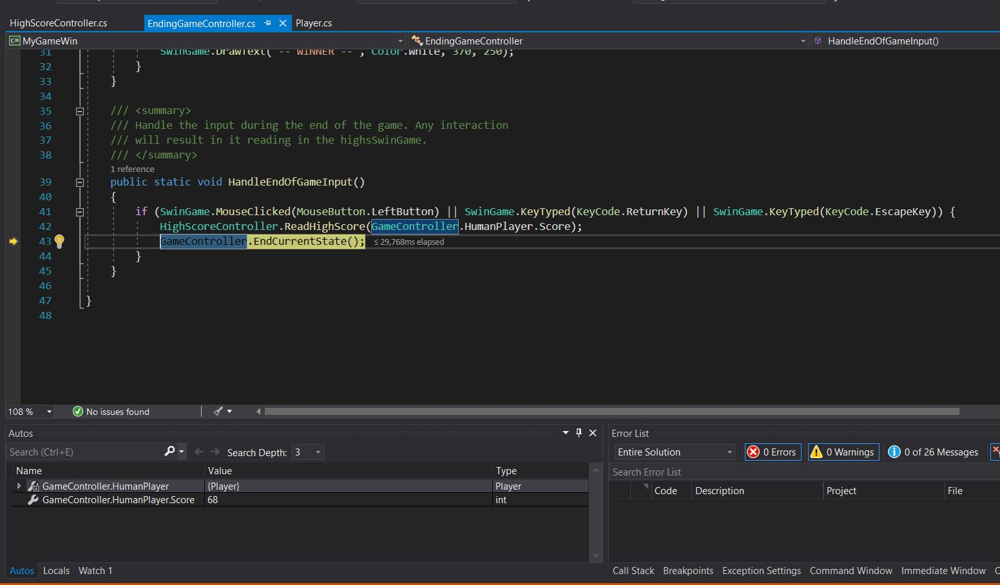 HighScoreController.cs EndingGameController.cs Player.cs
C# MyGameWin EndingGameController HandleEndOfGameInput()
31 SwinGame.DrawText(" -- WINNER -- ", Color.White, 370, 250);
32 }
33 }
34
35 /// <summary>
36 /// Handle the input during the end of the game. Any interaction
37 /// will result in it reading in the highsSwinGame.
38 /// </summary>
1 reference
39 public static void HandleEndOfGameInput()
40 {
41 if (SwinGame.MouseClicked(MouseButton.LeftButton) || SwinGame.KeyTyped(KeyCode.ReturnKey) || SwinGame.KeyTyped(KeyCode.EscapeKey)) {
42 HighScoreController.ReadHighScore(GameController.HumanPlayer.Score);
43 GameController.EndCurrentState(); ≤ 29,768ms elapsed
44 }
45 }
46
47 }
48
108 % No issues found
Autos
Search (Ctrl+E) Search Depth: 3
Name Value Type
GameController.HumanPlayer {Player} Player
GameController.HumanPlayer.Score 68 int
Autos Locals Watch 1
Error List
Entire Solution 0 Errors 0 Warnings 0 of 26 Messages
Search Error List
Code Description Project File
Call Stack Breakpoints Exception Settings Command Window Immediate Window